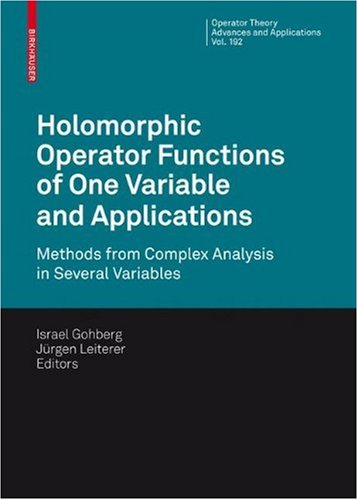 BIRKHAUSER
Operator Theory
Advances and Applications
Vol. 192
Holomorphic
Operator Functions
of One Variable
and Applications
Methods from Complex Analysis
in Several Variables
Israel Gohberg
Jürgen Leiterer
Editors